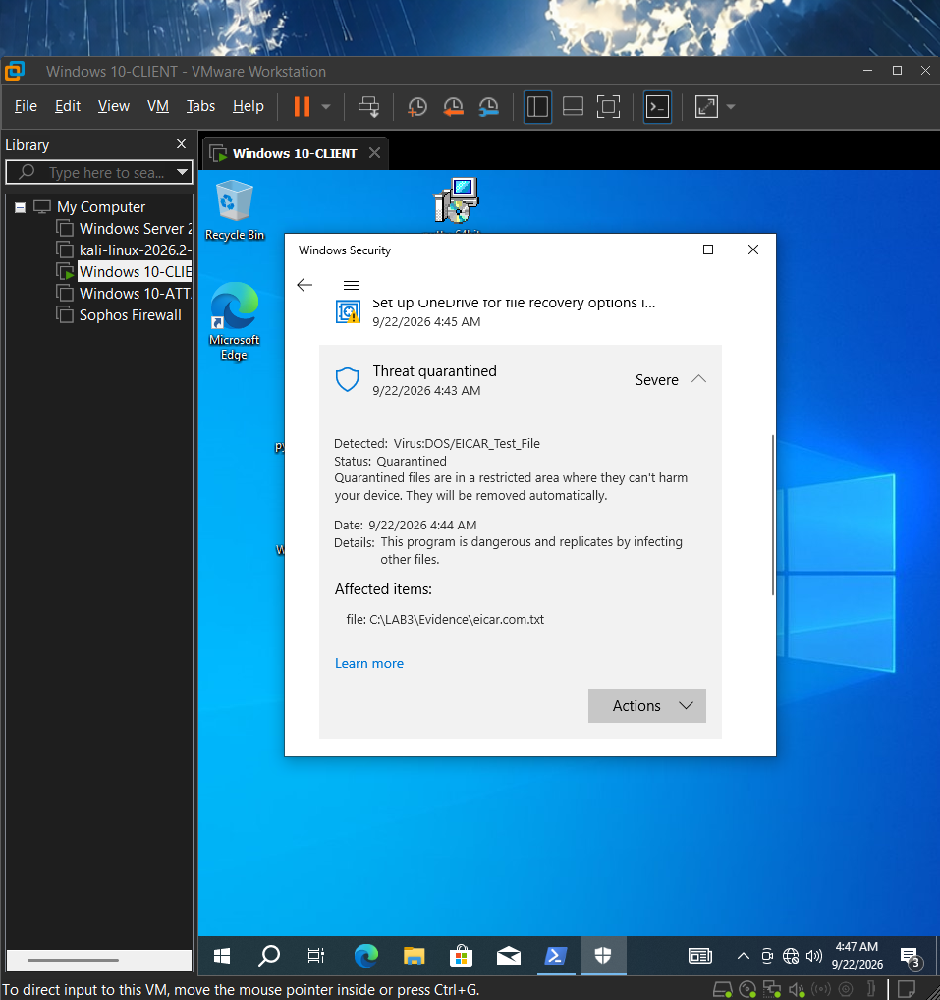 Windows 10-CLIENT - VMware Workstation
File Edit View VM Tabs Help
Library
Type here to sea...
My Computer
Windows Server 2
kali-linux-2026.2-
Windows 10-CLIE
Windows 10-ATT
Sophos Firewall
Windows 10-CLIENT
Recycle Bin
Microsoft
Edge
py
W
Windows Security
Set up OneDrive for file recovery options i...
9/22/2026 4:45 AM
Threat quarantined
9/22/2026 4:43 AM
Severe
Detected: Virus:DOS/EICAR_Test_File
Status: Quarantined
Quarantined files are in a restricted area where they can't harm
your device. They will be removed automatically.
Date: 9/22/2026 4:44 AM
Details: This program is dangerous and replicates by infecting
other files.
Affected items:
file: C:\LAB3\Evidence\eicar.com.txt
Learn more
Actions
4:47 AM
9/22/2026
3
To direct input to this VM, move the mouse pointer inside or press Ctrl+G.